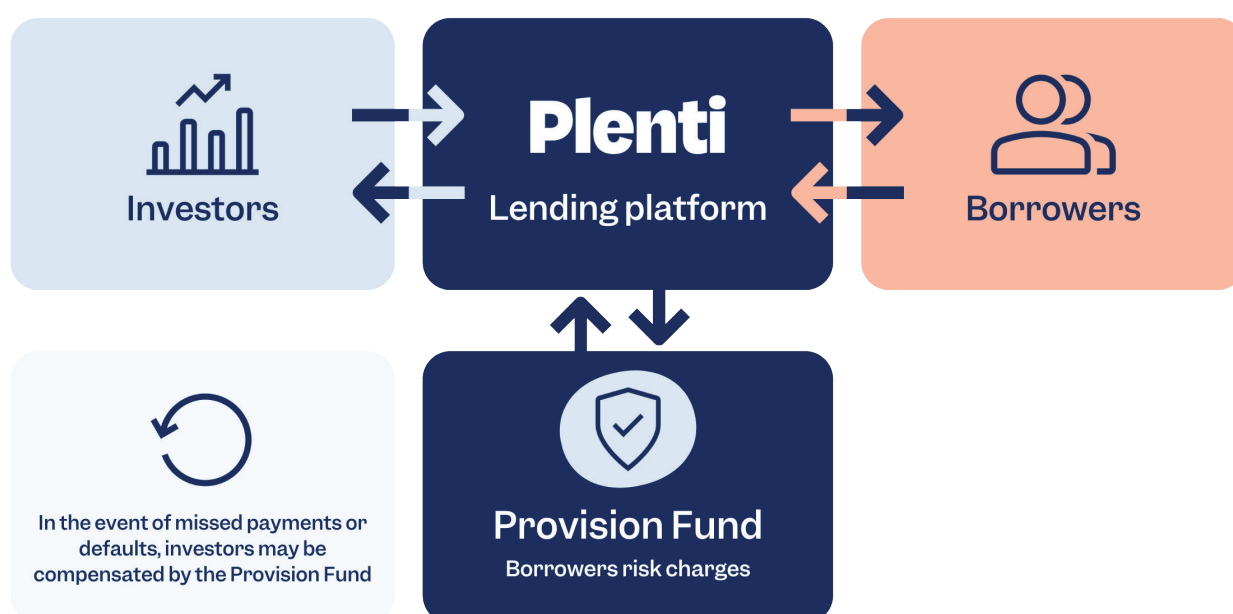 Plenti
Investors
Lending platform
Borrowers
In the event of missed payments or
defaults, investors may be
compensated by the Provision Fund
Provision Fund
Borrowers risk charges